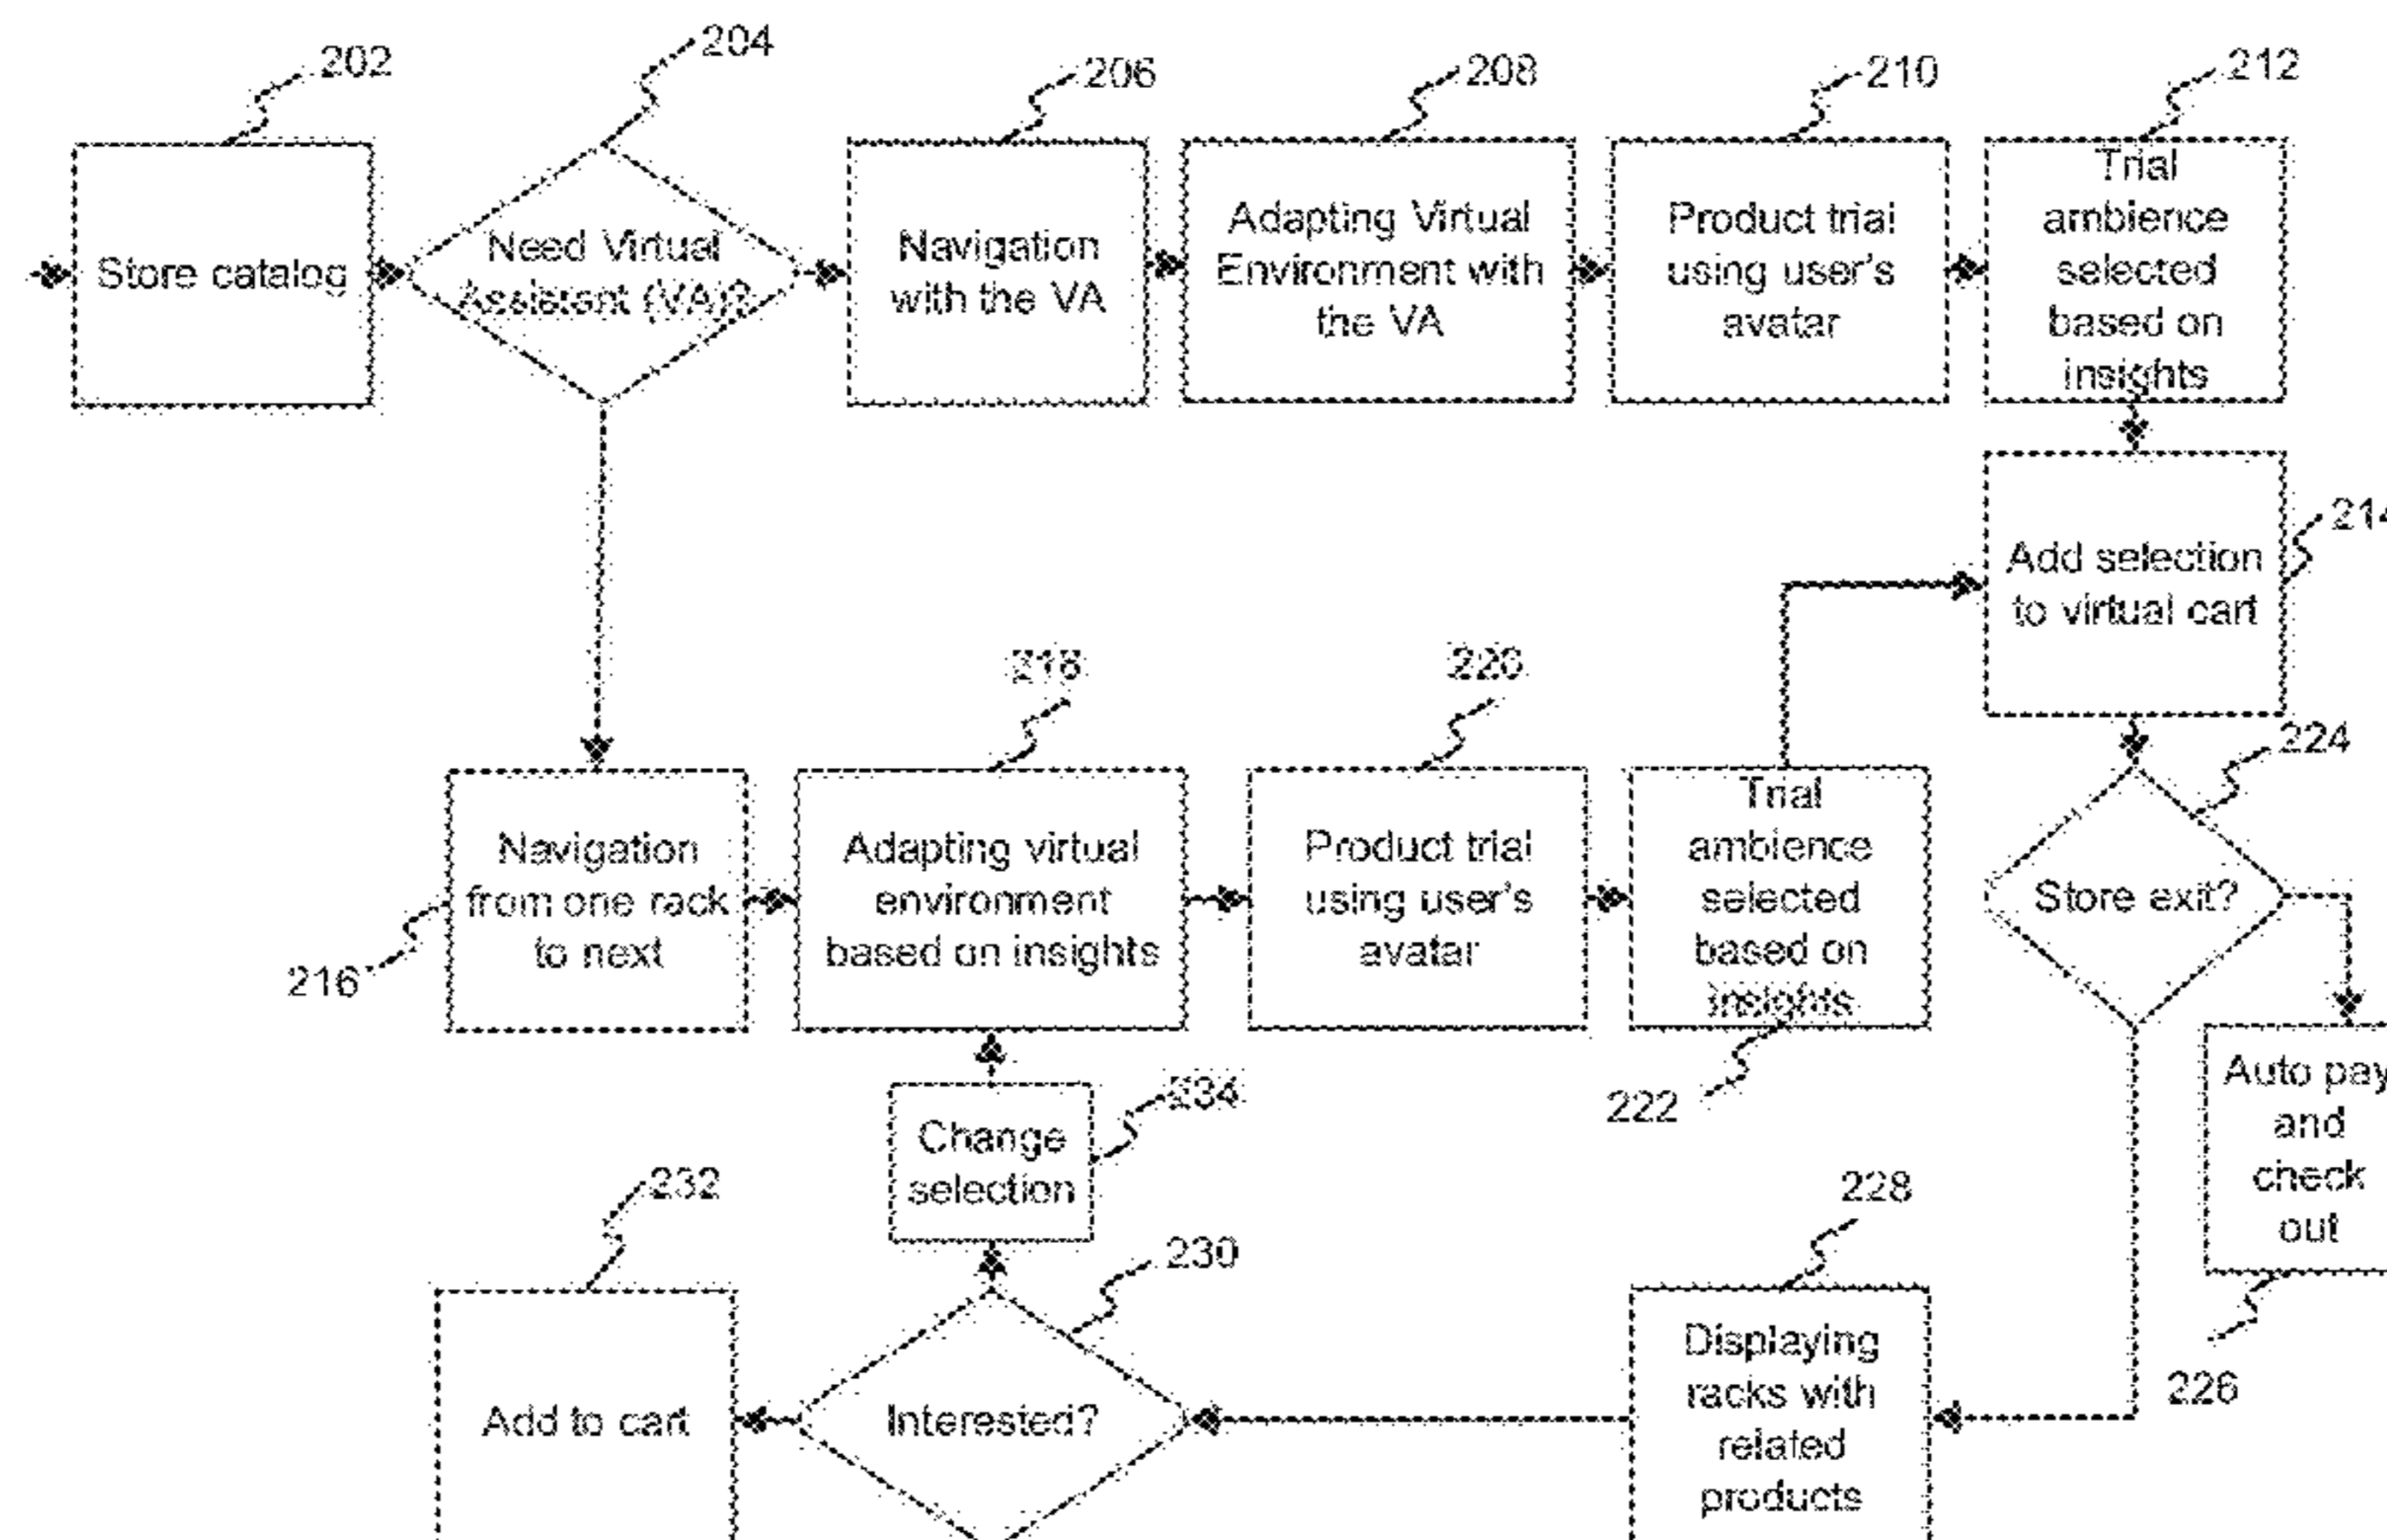 202
204
206
208
210
212
Store catalog
Need Virtual
Assistant (VA)?
Navigation
with the VA
Adapting Virtual
Environment with
the VA
Product trial
using user's
avatar
Trial
ambience
selected
based on
insights
214
Add selection
to virtual cart
218
220
224
Navigation
from one rack
to next
216
Adapting virtual
environment
based on insights
Product trial
using user's
avatar
Trial
ambience
selected
based on
insights
222
Store exit?
Auto pay
and
check
out
226
234
Change
selection
232
230
228
Add to cart
Interested?
Displaying
racks with
related
products